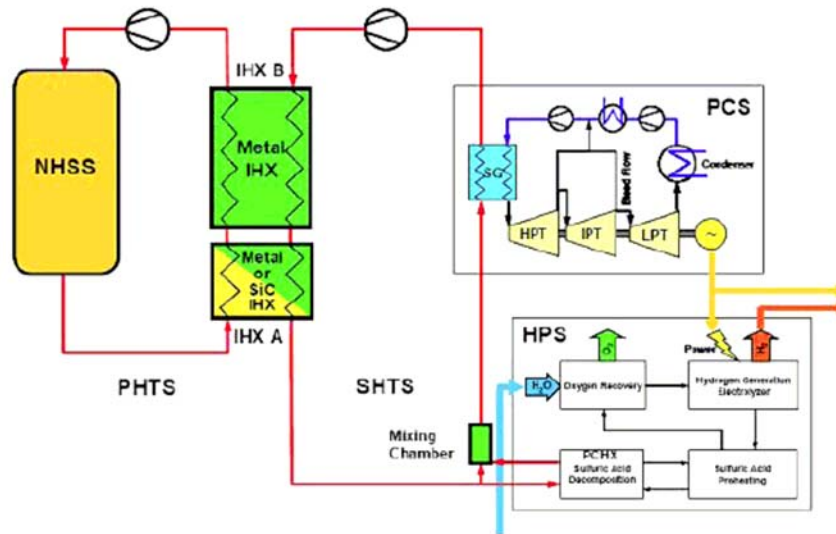 IHX B
PCS
NHSS
Metal
IHX
SG
Condenser
Bleed flow
HPT
IPT
LPT
~
Metal
or
SiC
IHX
IHX A
PHTS
SHTS
HPS
O₂
Power
H₂
H₂O
Oxygen Recovery
Hydrogen Generation
Electrolyzer
Mixing
Chamber
PCHX
Sulfuric Acid
Decomposition
Sulfuric Acid
Preheating